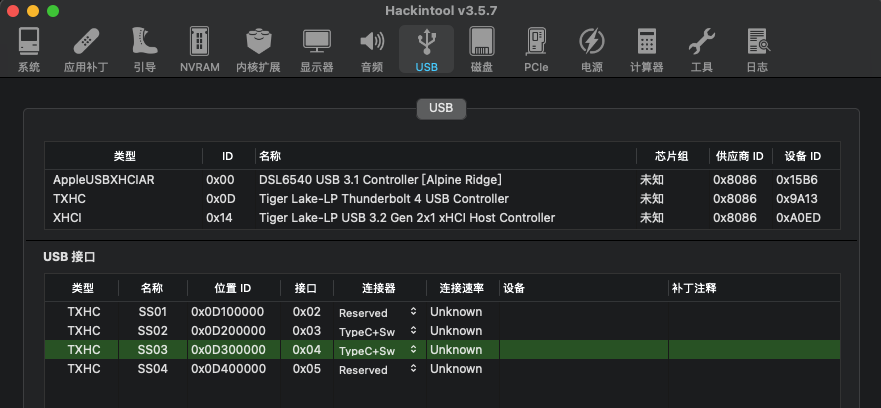 Hackintool v3.5.7
系统 应用补丁 引导 NVRAM 内核扩展 显示器 音频 USB 磁盘 PCIe 电源 计算器 工具 日志
USB
类型 ID 名称 芯片组 供应商 ID 设备 ID
AppleUSBXHCIAR 0x00 DSL6540 USB 3.1 Controller [Alpine Ridge] 未知 0x8086 0x15B6
TXHC 0x0D Tiger Lake-LP Thunderbolt 4 USB Controller 未知 0x8086 0x9A13
XHCI 0x14 Tiger Lake-LP USB 3.2 Gen 2x1 xHCI Host Controller 未知 0x8086 0xA0ED
USB 接口
类型 名称 位置 ID 接口 连接器 连接速率 设备 补丁注释
TXHC SS01 0x0D100000 0x02 Reserved Unknown
TXHC SS02 0x0D200000 0x03 TypeC+Sw Unknown
TXHC SS03 0x0D300000 0x04 TypeC+Sw Unknown
TXHC SS04 0x0D400000 0x05 Reserved Unknown